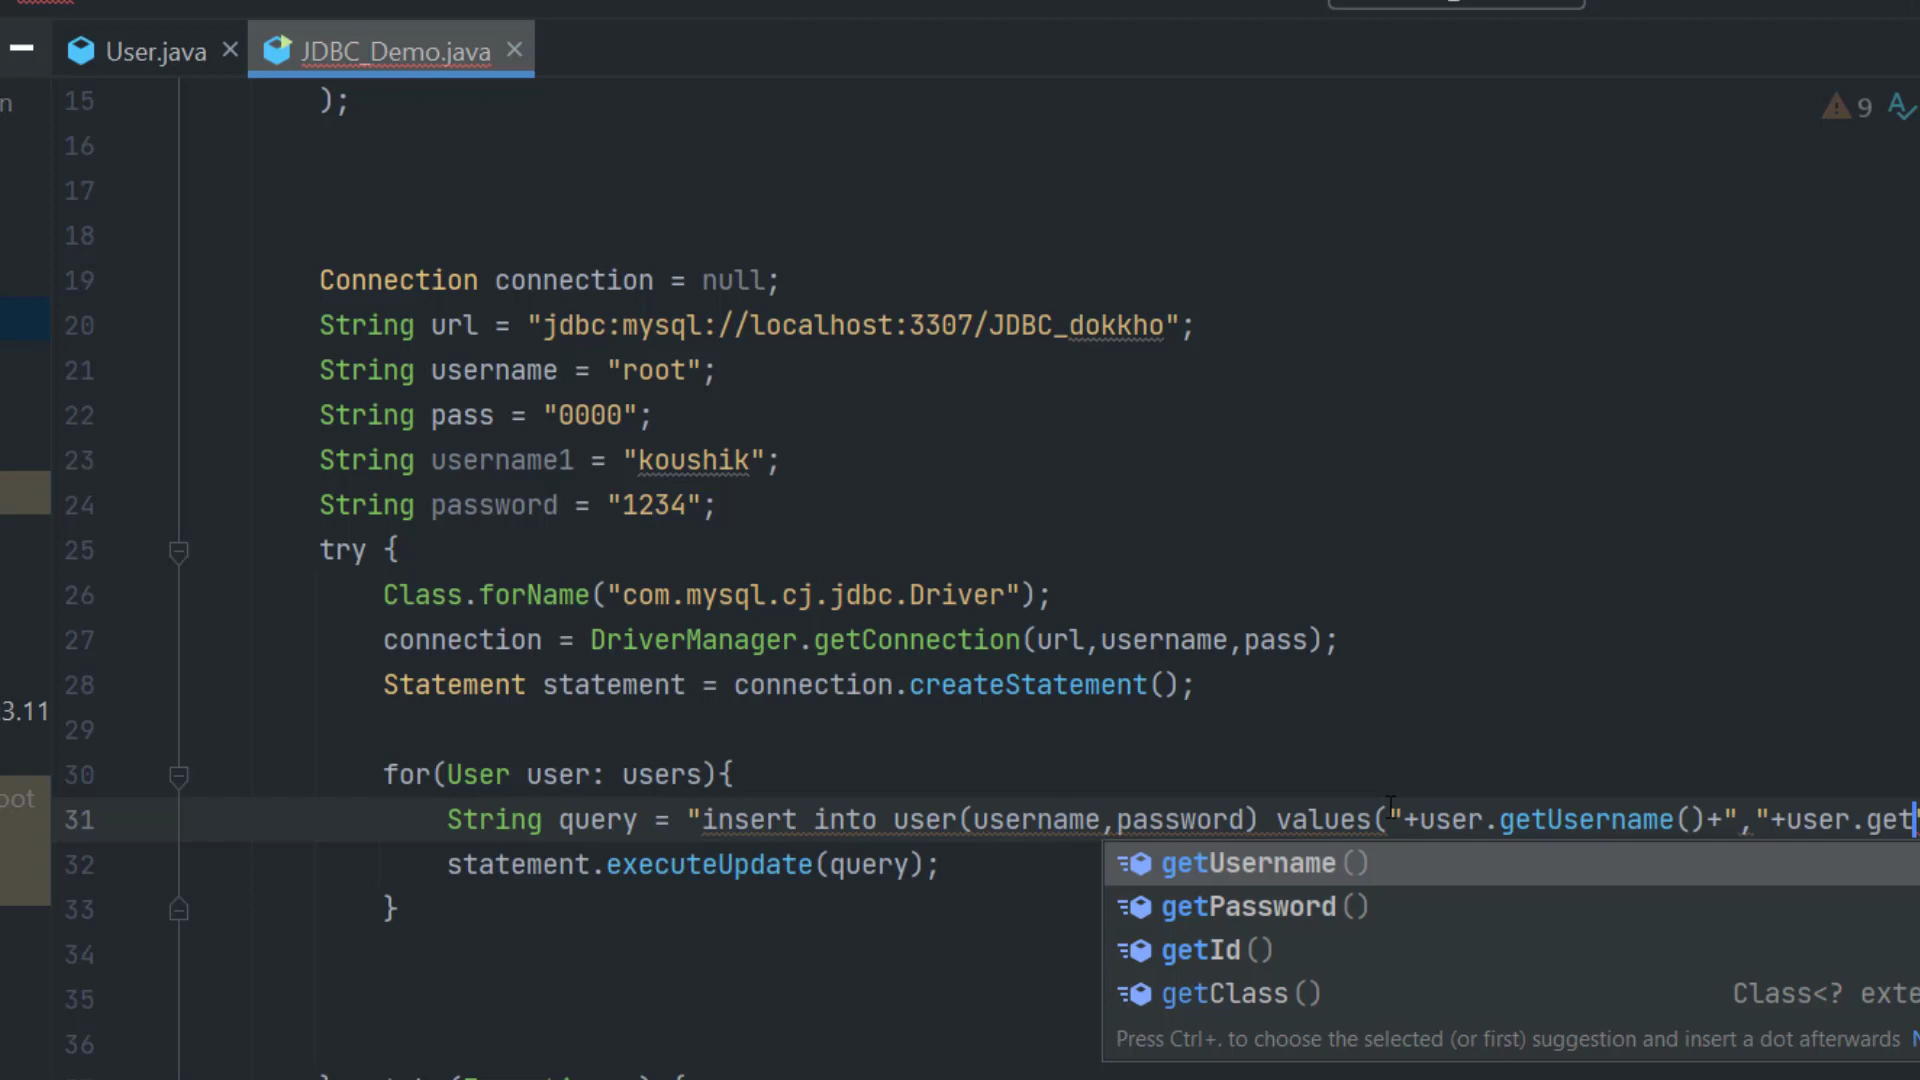 User.java
JDBC_Demo.java
n
15
);
9
16
17
18
19
Connection connection = null;
20
String url = "jdbc:mysql://localhost:3307/JDBC_dokkho";
21
String username = "root";
22
String pass = "0000";
23
String username1 = "koushik";
24
String password = "1234";
25
try {
26
Class.forName("com.mysql.cj.jdbc.Driver");
27
connection = DriverManager.getConnection(url,username,pass);
28
Statement statement = connection.createStatement();
3.11
29
30
for(User user: users){
oot
31
String query = "insert into user(username,password) values("+user.getUsername()+","+user.get"
32
statement.executeUpdate(query);
getUsername()
33
}
getPassword()
34
getId()
35
getClass()
Class<? exte
36
Press Ctrl+. to choose the selected (or first) suggestion and insert a dot afterwards